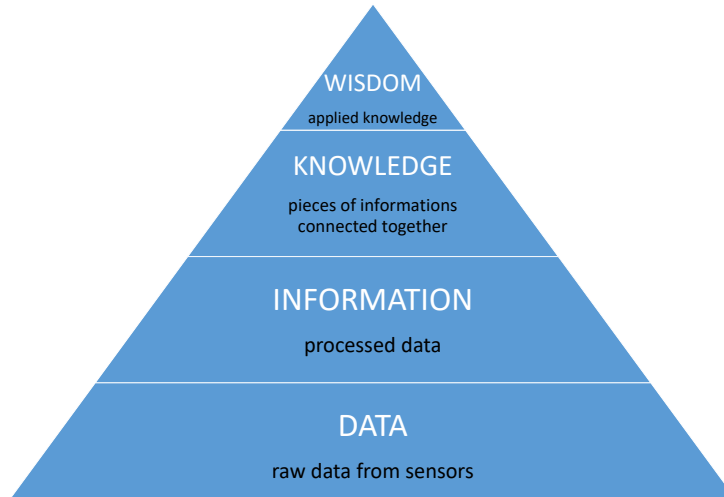 WISDOM
applied knowledge
KNOWLEDGE
pieces of informations
connected together
INFORMATION
processed data
DATA
raw data from sensors